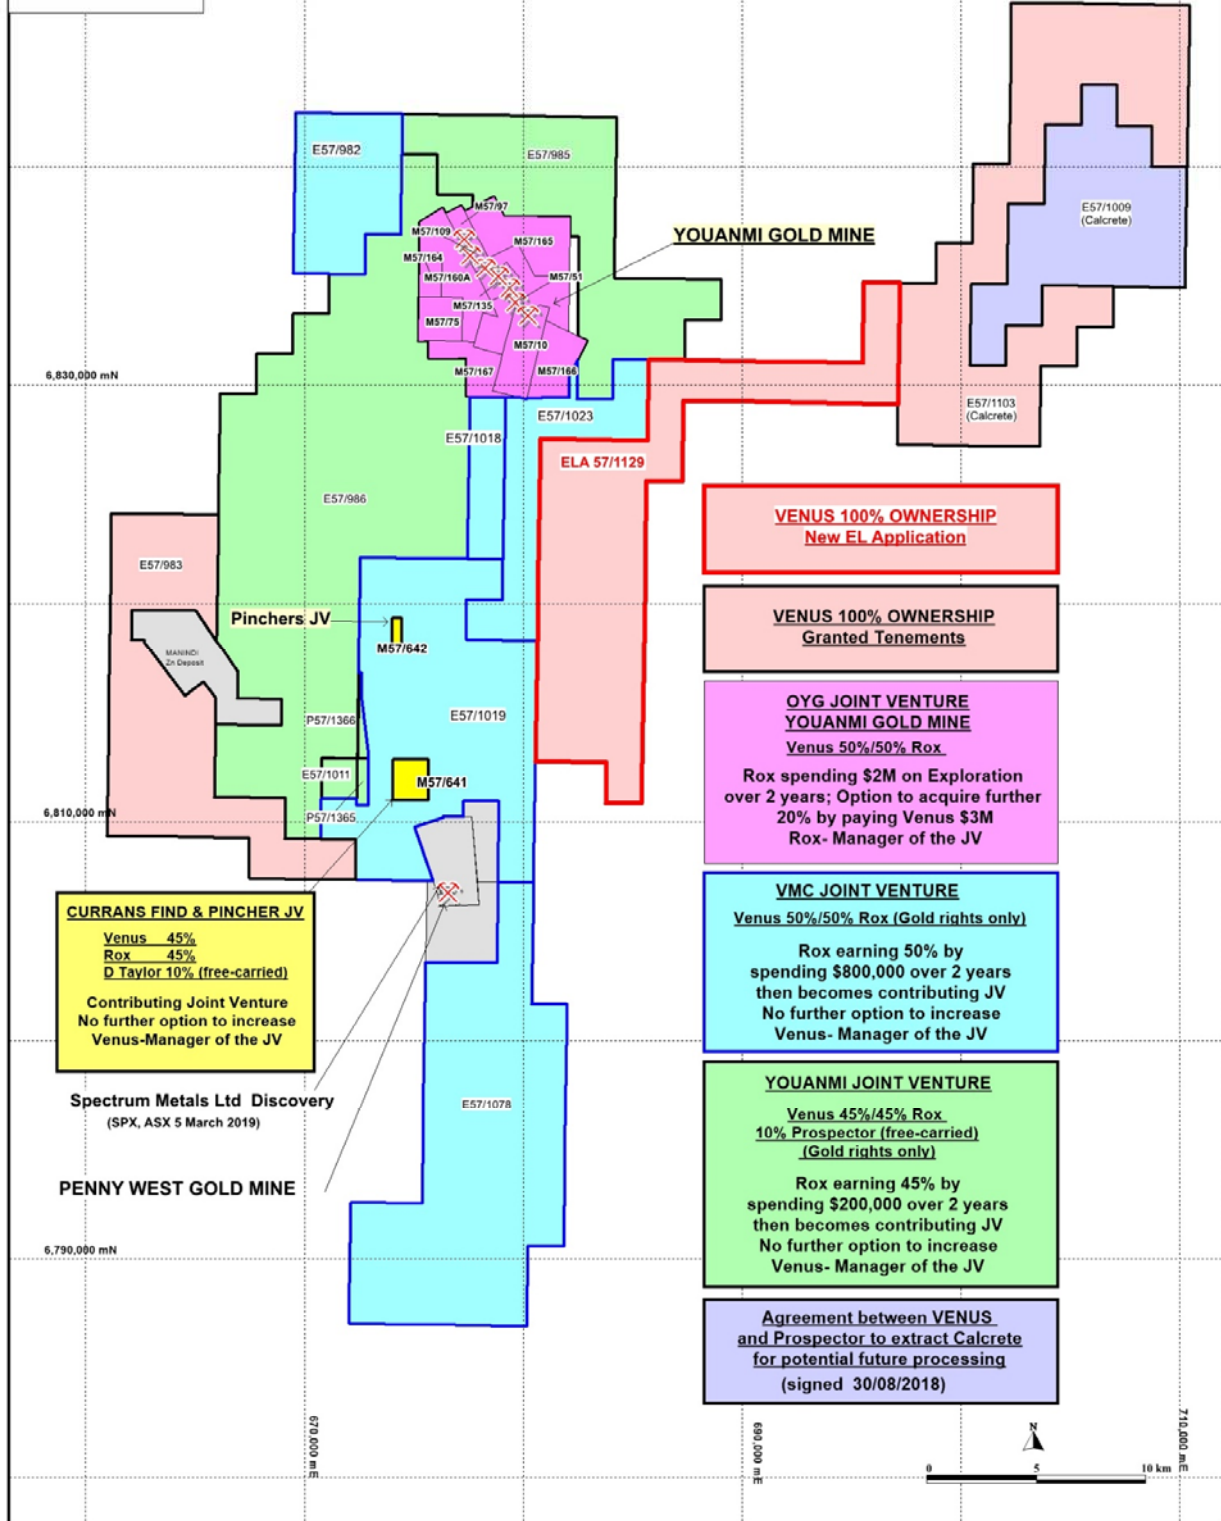 E57/982
E57/985
M57/97
M57/109
M57/165
M57/164
M57/160A
M57/51
M57/135
M57/75
M57/10
M57/167
M57/166
YOUANMI GOLD MINE
E57/1009
(Calcrete)
6,830,000 mN
E57/1103
(Calcrete)
E57/1018
E57/1023
ELA 57/1129
E57/986
E57/983
MANINDI
Zn Deposit
Pinchers JV
M57/642
P57/1366
E57/1019
E57/1011
M57/641
P57/1365
6,810,000 mN
CURRANS FIND & PINCHER JV
Venus 45%
Rox 45%
D Taylor 10% (free-carried)
Contributing Joint Venture
No further option to increase
Venus-Manager of the JV
Spectrum Metals Ltd Discovery
(SPX, ASX 5 March 2019)
PENNY WEST GOLD MINE
E57/1078
6,790,000 mN
VENUS 100% OWNERSHIP
New EL Application
VENUS 100% OWNERSHIP
Granted Tenements
OYG JOINT VENTURE
YOUANMI GOLD MINE
Venus 50%/50% Rox
Rox spending $2M on Exploration
over 2 years; Option to acquire further
20% by paying Venus $3M
Rox- Manager of the JV
VMC JOINT VENTURE
Venus 50%/50% Rox (Gold rights only)
Rox earning 50% by
spending $800,000 over 2 years
then becomes contributing JV
No further option to increase
Venus- Manager of the JV
YOUANMI JOINT VENTURE
Venus 45%/45% Rox
10% Prospector (free-carried)
(Gold rights only)
Rox earning 45% by
spending $200,000 over 2 years
then becomes contributing JV
No further option to increase
Venus- Manager of the JV
Agreement between VENUS
and Prospector to extract Calcrete
for potential future processing
(signed 30/08/2018)
670,000 mE
690,000 mE
710,000 mE
N
0 5 10 km